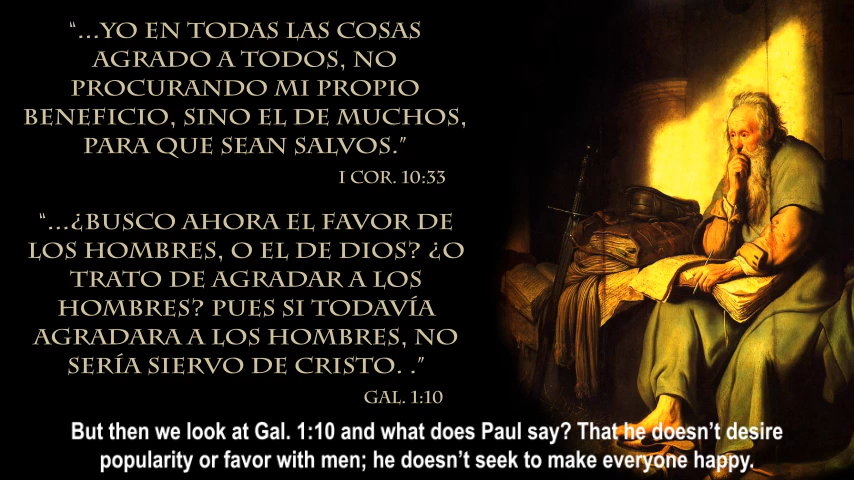 “...YO EN TODAS LAS COSAS
AGRADO A TODOS, NO
PROCURANDO MI PROPIO
BENEFICIO, SINO EL DE MUCHOS,
PARA QUE SEAN SALVOS.”
I COR. 10:33
“...¿BUSCO AHORA EL FAVOR DE
LOS HOMBRES, O EL DE DIOS? ¿O
TRATO DE AGRADAR A LOS
HOMBRES? PUES SI TODAVÍA
AGRADARA A LOS HOMBRES, NO
SERÍA SIERVO DE CRISTO. .”
GAL. 1:10
But then we look at Gal. 1:10 and what does Paul say? That he doesn’t desire
popularity or favor with men; he doesn’t seek to make everyone happy.